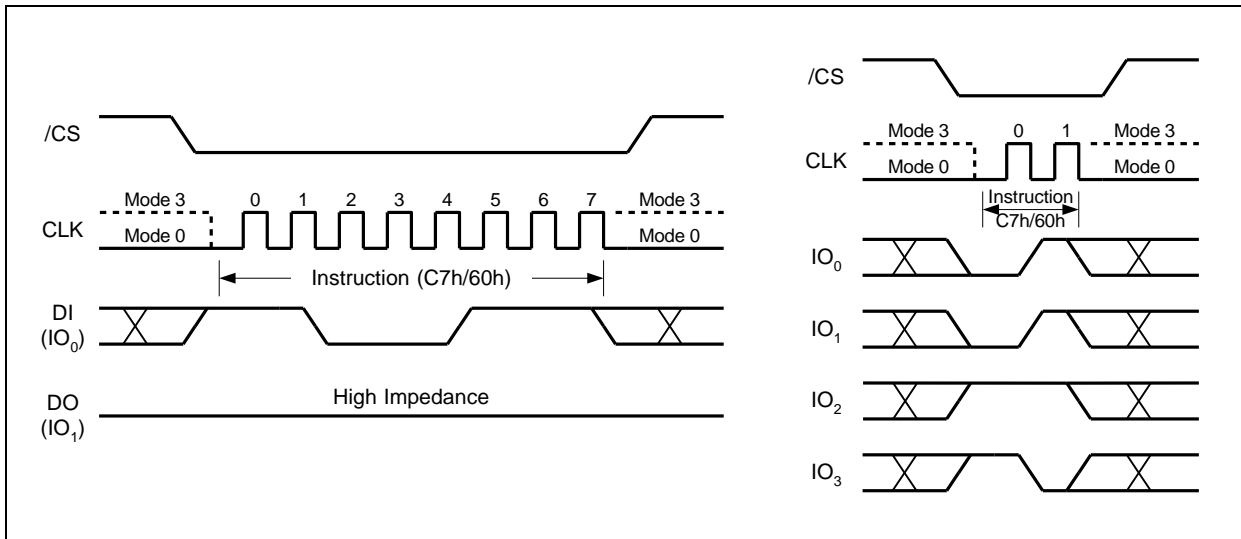 /CS
Mode 3 0 1 2 3 4 5 6 7 Mode 3
CLK
Mode 0 Mode 0
Instruction (C7h/60h)
DI
(IO0)
High Impedance
DO
(IO1)
/CS
Mode 3 0 1 Mode 3
CLK
Mode 0 Mode 0
Instruction
C7h/60h
IO0
IO1
IO2
IO3